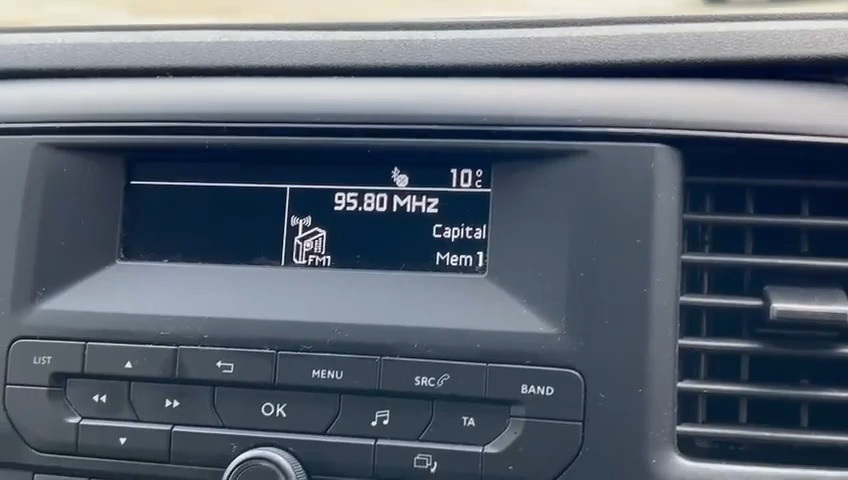 10°C
95.80 MHz
Capital
FM1
Mem 1
LIST
MENU
SRC
BAND
OK
TA